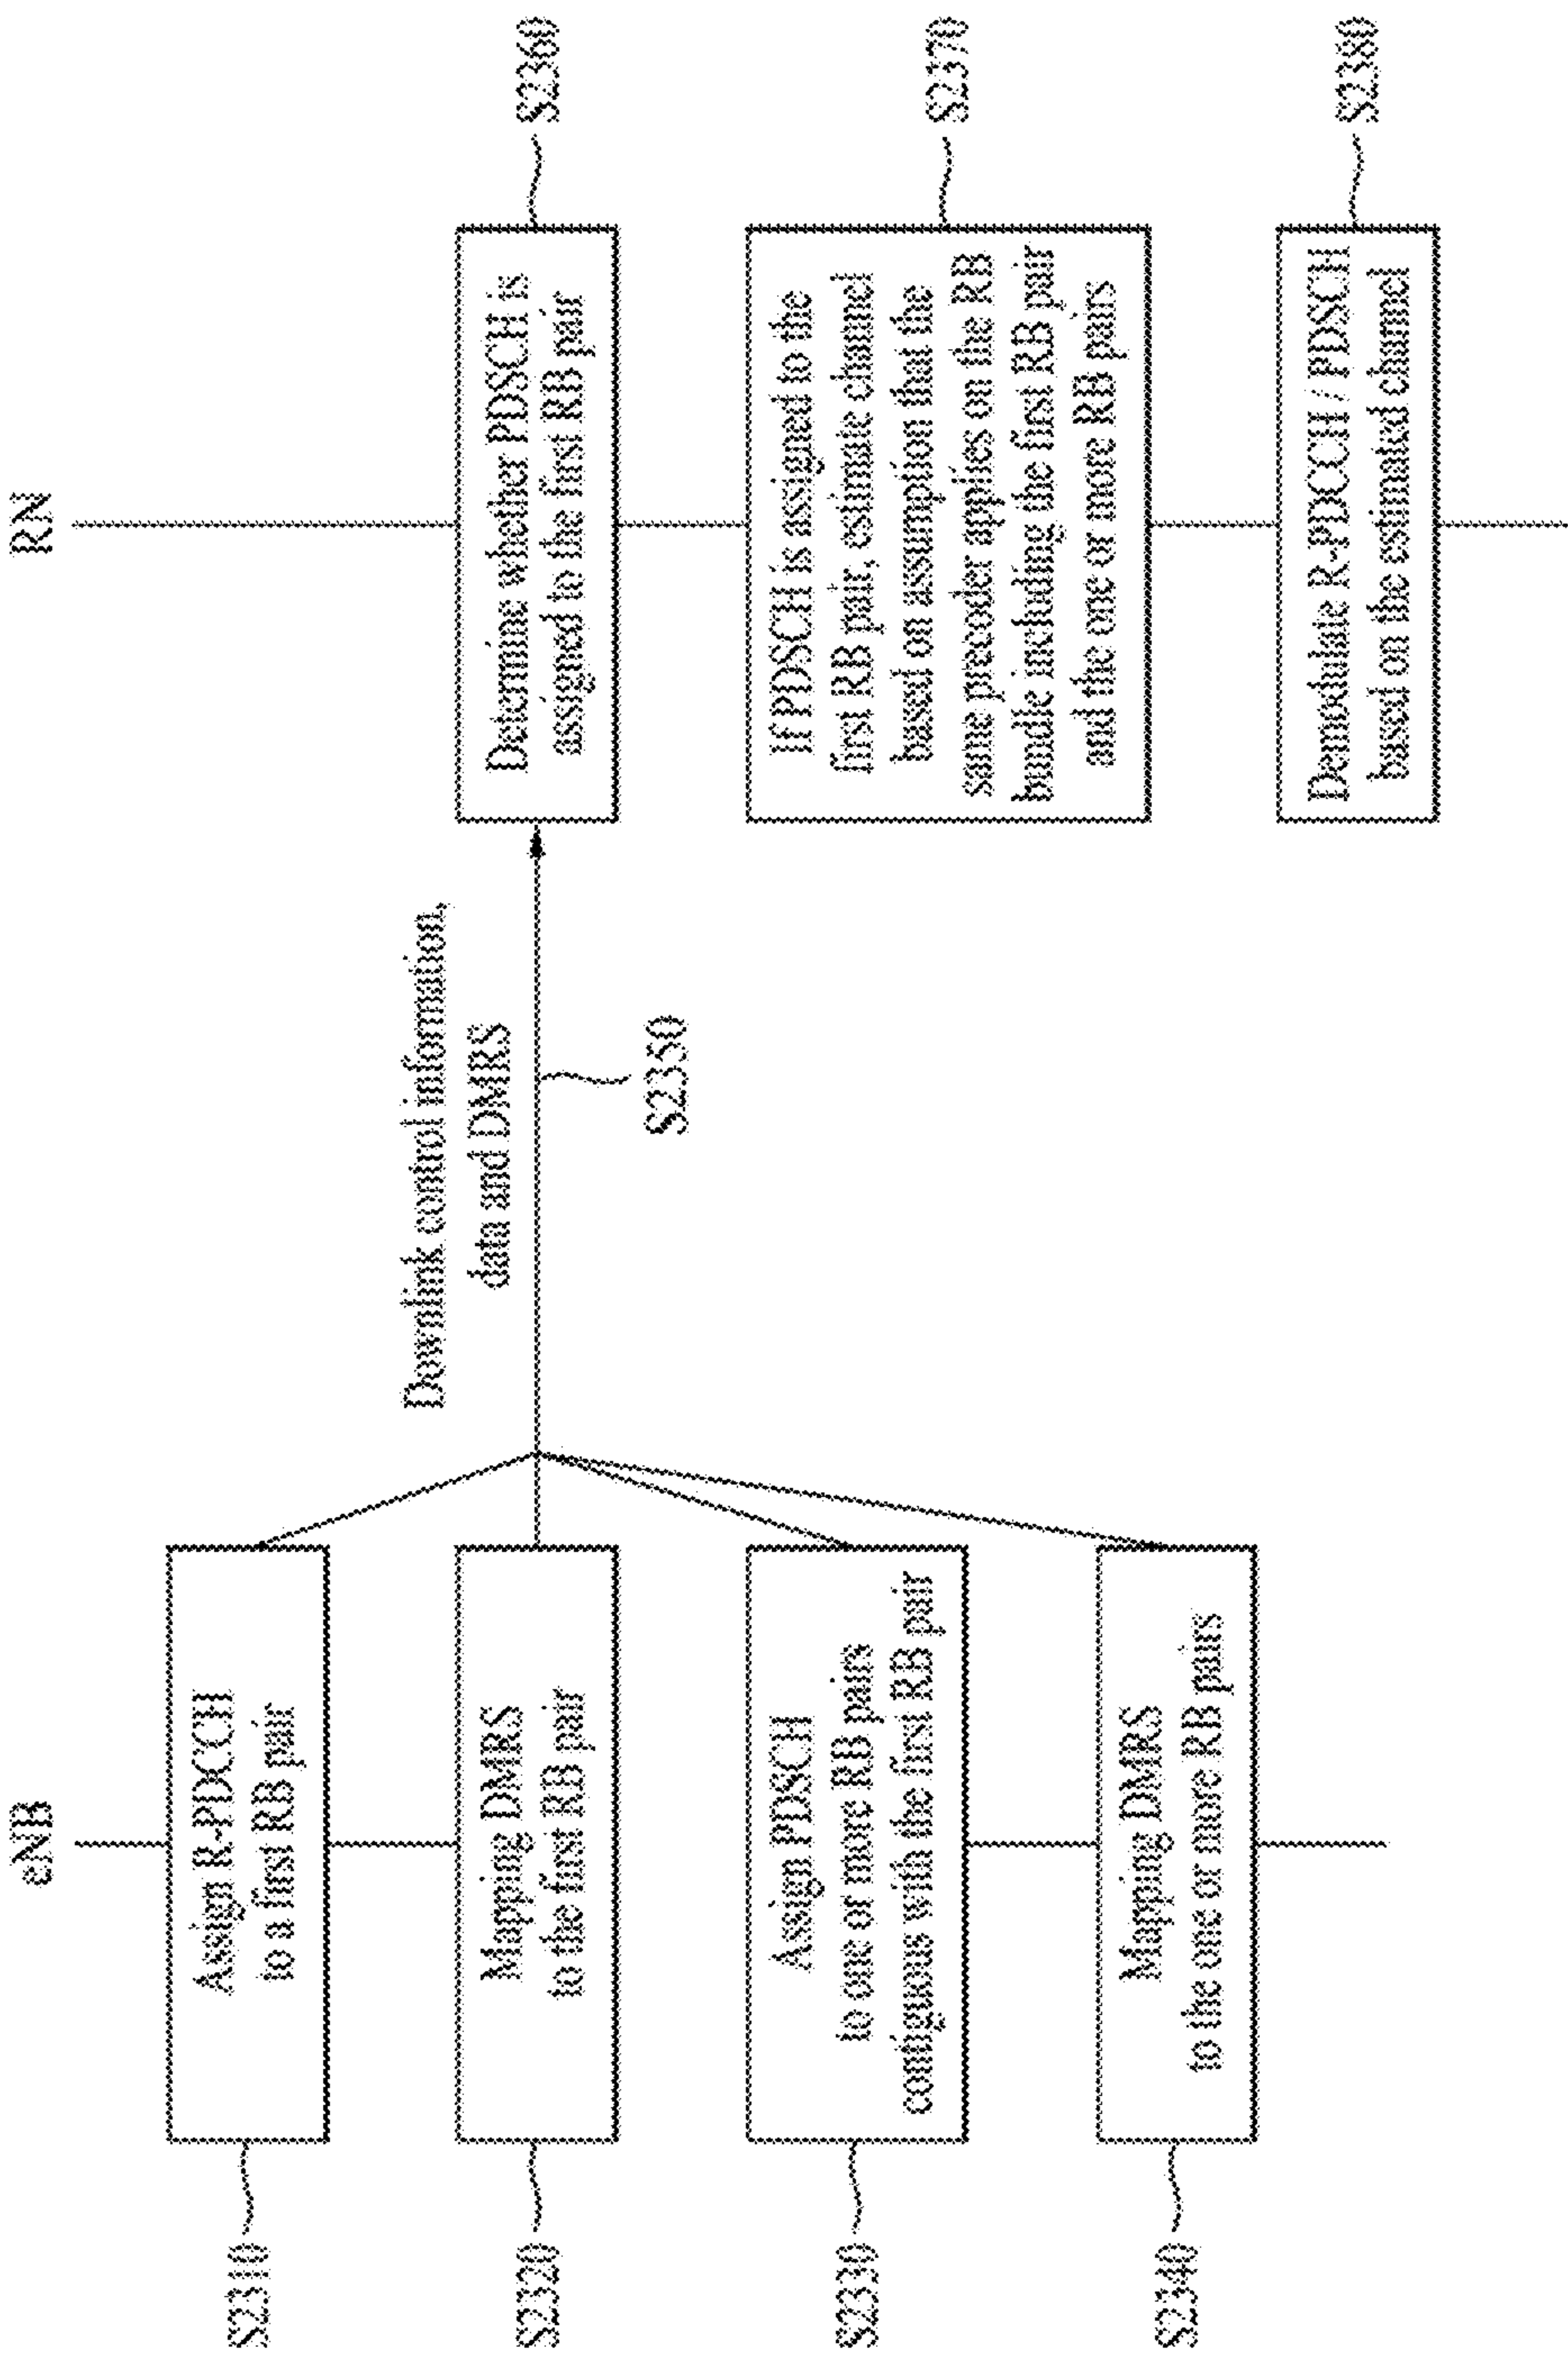 eNB
RN
S2310
Assign R-PDCCH
to a first RB pair
S2320
Mapping DMRS
to the first RB pair
S2330
Assign PDSCH
to one or more RB pairs
contiguous with the first RB pair
S2340
Mapping DMRS
to the one or more RB pairs
Downlink control information,
data and DMRS
S2350
Determine whether PDSCH is
assigned to the first RB pair
S2360
If PDSCH is assigned to the
first RB pair, estimate channel
based on assumption that the
same precoder applies on the RB
bundle including the first RB pair
and the one or more RB pairs
S2370
Demodulate R-PDCCH / PDSCH
based on the estimated channel
S2380